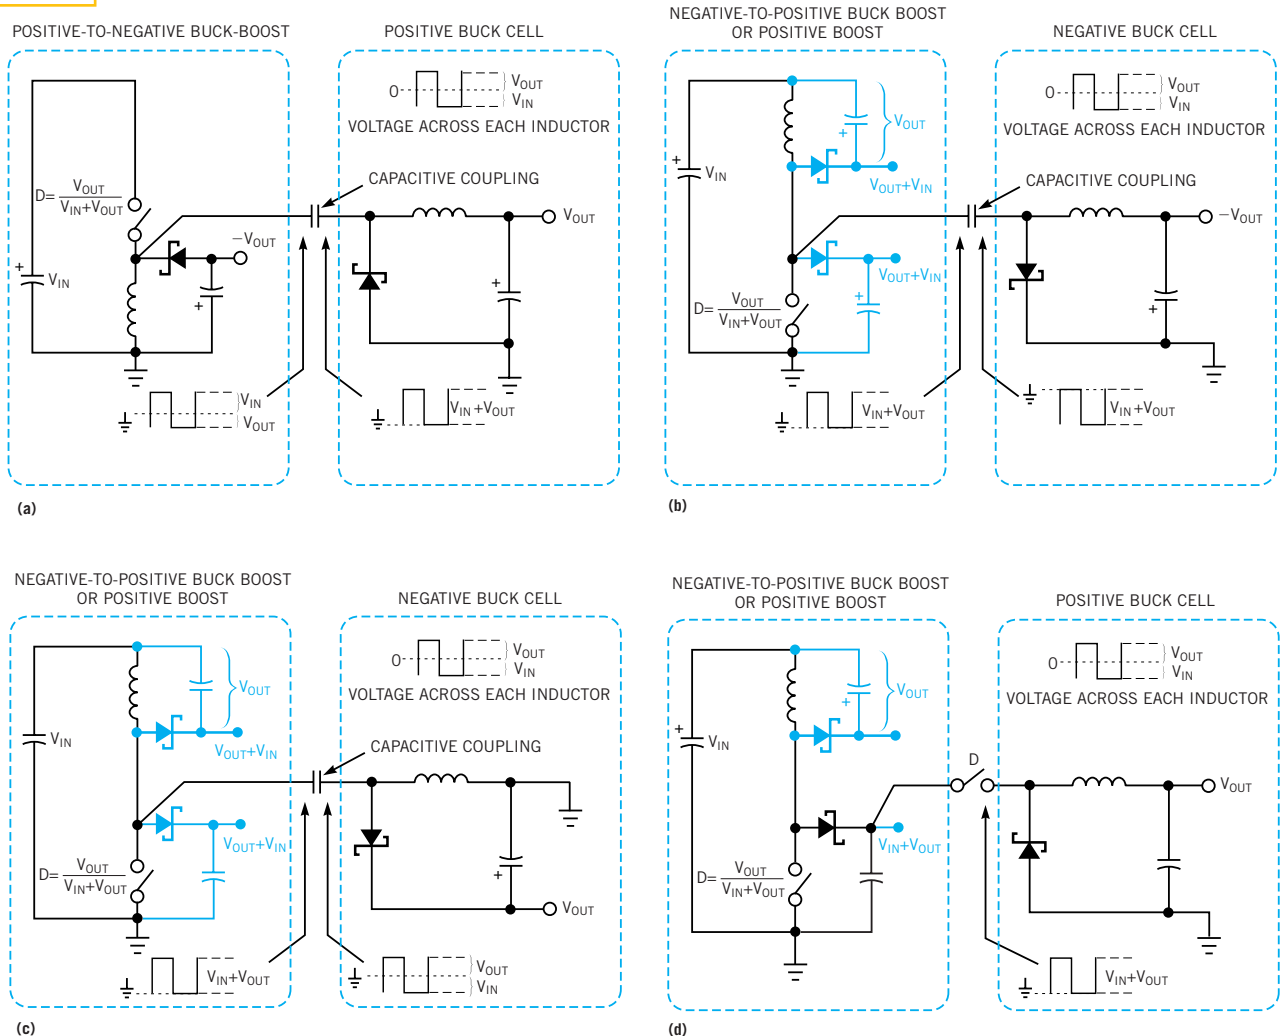 POSITIVE-TO-NEGATIVE BUCK-BOOST
POSITIVE BUCK CELL
0
VOUT
VIN
VOLTAGE ACROSS EACH INDUCTOR
CAPACITIVE COUPLING
D= VOUT
VIN+VOUT
VOUT
−VOUT
+
VIN
+
+
VIN
VOUT
VIN+VOUT
(a)
NEGATIVE-TO-POSITIVE BUCK BOOST
OR POSITIVE BOOST
NEGATIVE BUCK CELL
0
VOUT
VIN
VOLTAGE ACROSS EACH INDUCTOR
+
VOUT
+
VIN
VOUT+VIN
CAPACITIVE COUPLING
−VOUT
VOUT+VIN
+
D= VOUT
VIN+VOUT
+
VIN+VOUT
VIN+VOUT
(b)
NEGATIVE-TO-POSITIVE BUCK BOOST
OR POSITIVE BOOST
NEGATIVE BUCK CELL
0
VOUT
VIN
VOLTAGE ACROSS EACH INDUCTOR
VOUT
VIN
VOUT+VIN
CAPACITIVE COUPLING
VOUT+VIN
D= VOUT
VIN+VOUT
+
VOUT
VIN+VOUT
VOUT
VIN
(c)
NEGATIVE-TO-POSITIVE BUCK BOOST
OR POSITIVE BOOST
POSITIVE BUCK CELL
0
VOUT
VIN
VOLTAGE ACROSS EACH INDUCTOR
+
VOUT
+
VIN
D
VOUT
VIN+VOUT
D= VOUT
VIN+VOUT
VIN+VOUT
(d)